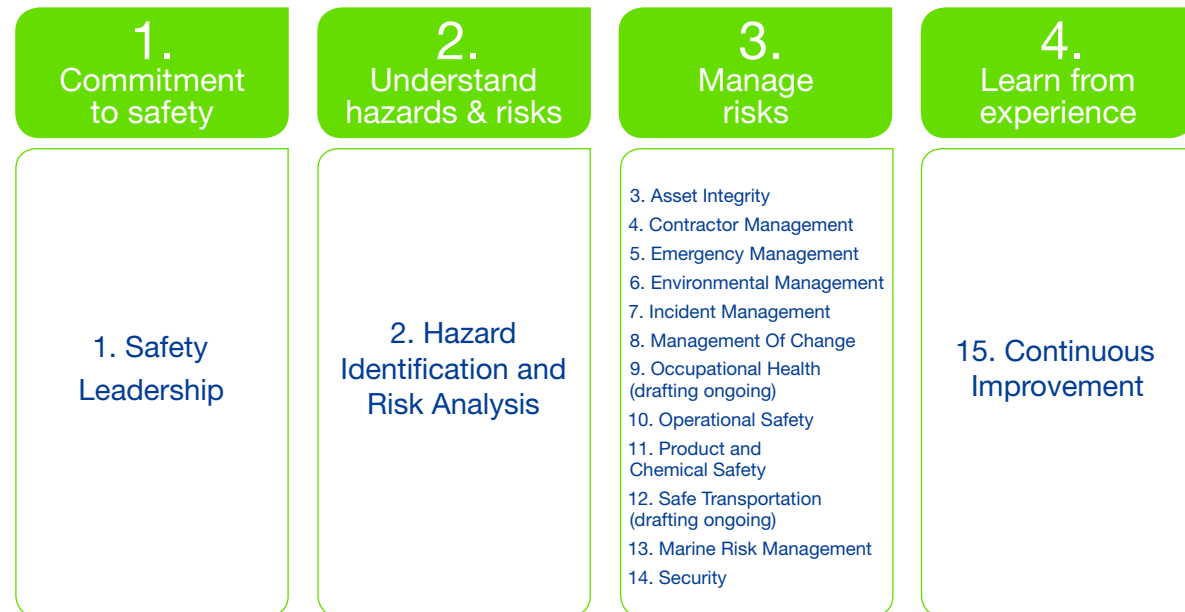 1.
Commitment
to safety
1. Safety
Leadership
2.
Understand
hazards & risks
2. Hazard
Identification and
Risk Analysis
3.
Manage
risks
3. Asset Integrity
4. Contractor Management
5. Emergency Management
6. Environmental Management
7. Incident Management
8. Management Of Change
9. Occupational Health
(drafting ongoing)
10. Operational Safety
11. Product and
Chemical Safety
12. Safe Transportation
(drafting ongoing)
13. Marine Risk Management
14. Security
4.
Learn from
experience
15. Continuous
Improvement